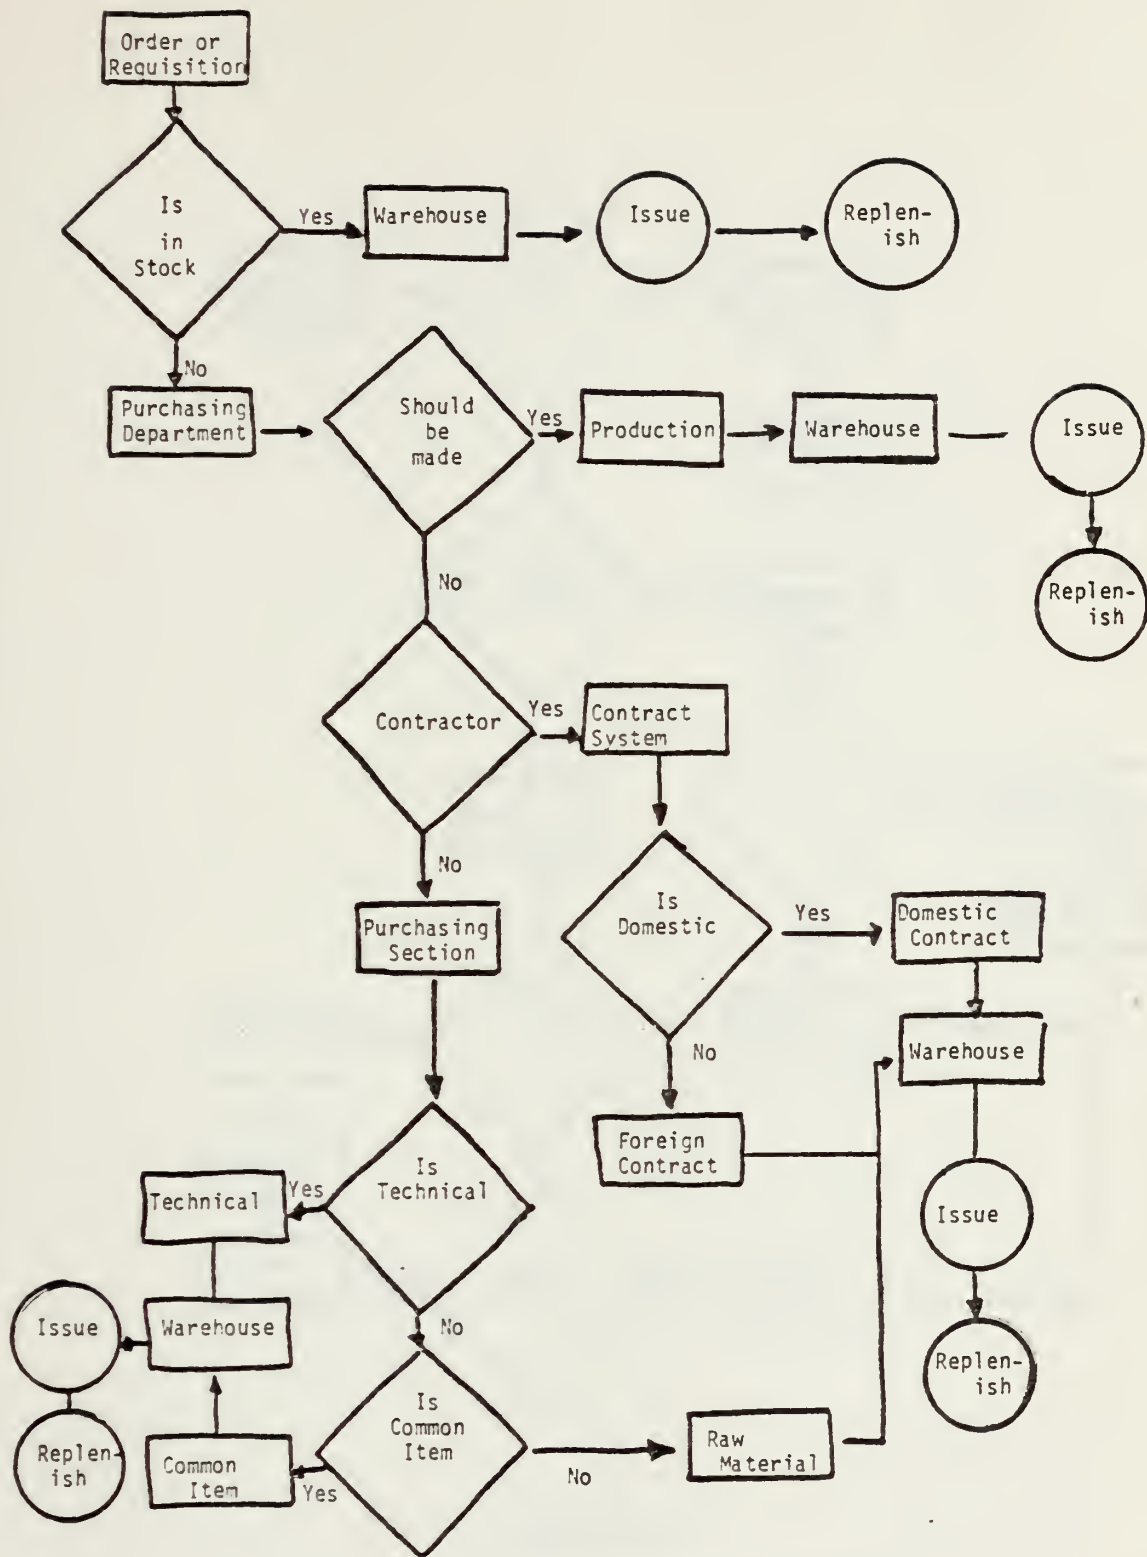 Order or
Requisition
Is
in
Stock
Yes
Warehouse
Issue
Replen-
ish
No
Purchasing
Department
Should
be
made
Yes
Production
Warehouse
Issue
Replen-
ish
No
Contractor
Yes
Contract
System
No
Purchasing
Section
Is
Domestic
Yes
Domestic
Contract
Warehouse
No
Foreign
Contract
Issue
Replen-
ish
Is
Technical
Yes
Technical
Warehouse
Issue
Replen-
ish
No
Is
Common
Item
Yes
Common
Item
No
Raw
Material